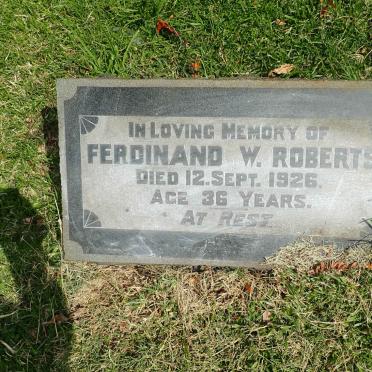 In Loving Memory of
FERDINAND W. ROBERTS
Died 12. Sept. 1926.
Age 36 Years.
At Rest.